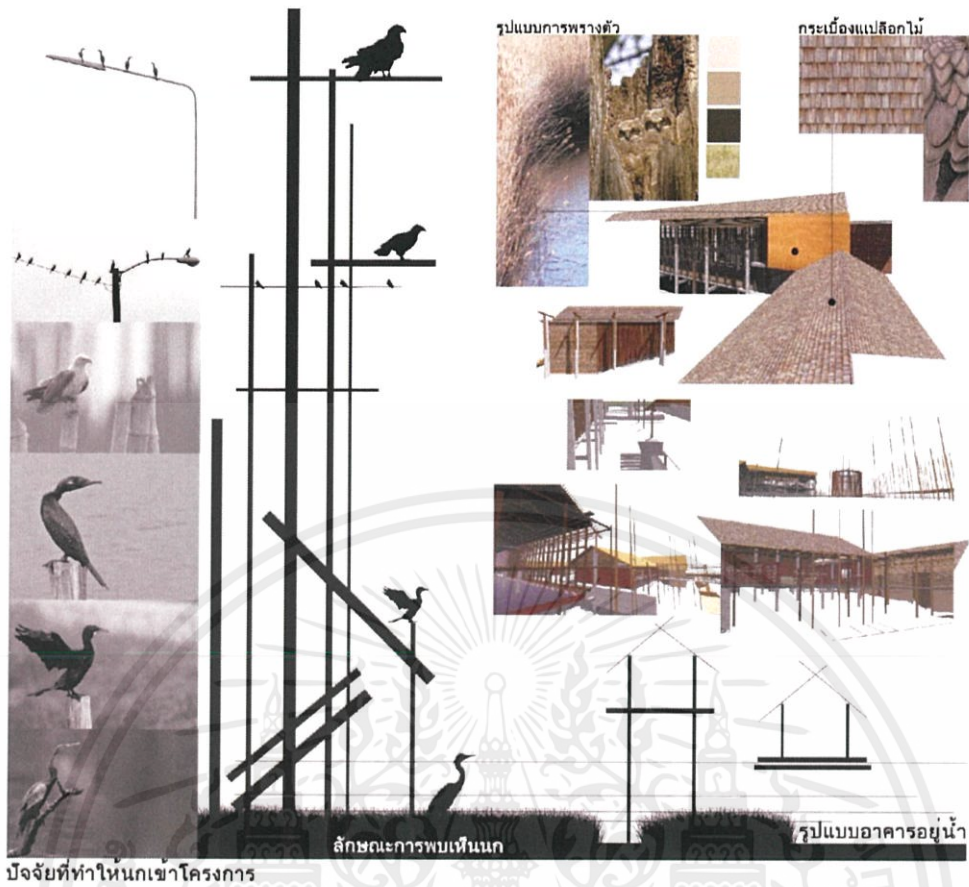 รูปแบบการพรางตัว
กระเบื้องแปลือกไม้
ลักษณะการพบเห็นนก
รูปแบบอาคารอยู่น้ำ
ปัจจัยที่ทำให้นกเข้าโครงการ